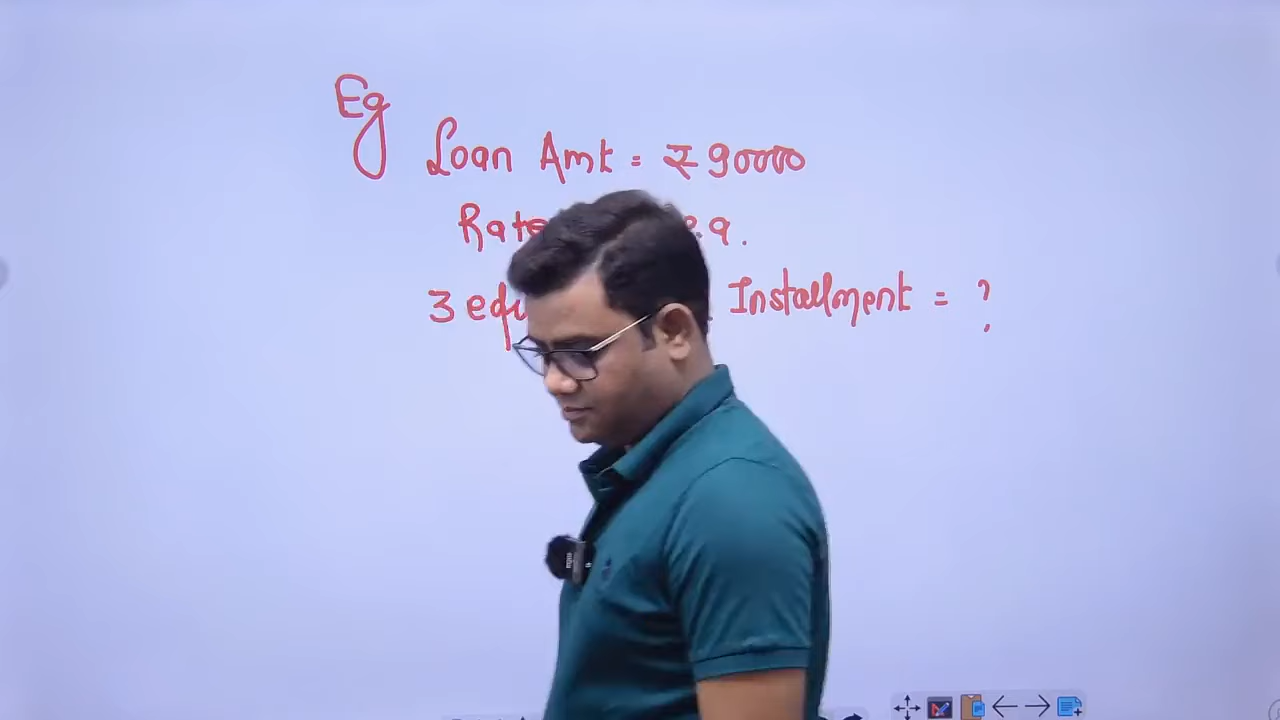 Eg
Loan Amt = ₹ 90000
Rate
3 Installment = ?